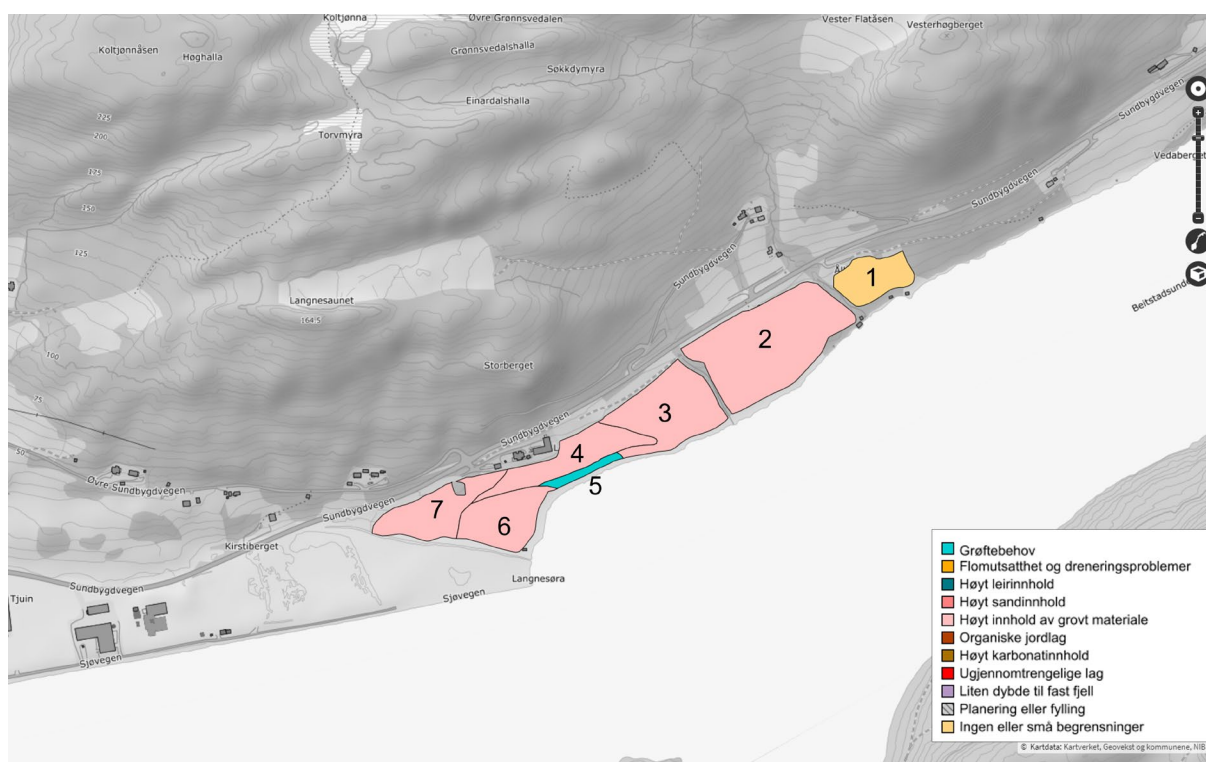 Koltjønna
Øvre Grønnsvedalen
Vester Flatåsen
Vesterhøgberget
Koltjønnåsen
Høghalla
Grønnsvedalshalla
Søkkdymyra
Einardalshalla
Torvmyra
225
200
175
150
125
Sundbygdvegen
Vedaberget
Sundbygdvegen
Sundbygdvegen
Beitstadsund
1
Langnesaunet
164.5
2
100
Storberget
75
3
Sundbygdvegen
4
50
Øvre-Sundbygdvegen
5
7
6
Sundbygdvegen
Kirstiberget
Langnesøra
Sundbygdvegen
Sjøvegen
Tjuin
Sjøvegen
Grøftebehov
Flomutsatthet og dreneringsproblemer
Høyt leirinnhold
Høyt sandinnhold
Høyt innhold av grovt materiale
Organiske jordlag
Høyt karbonatinnhold
Ugjennomtrengelige lag
Liten dybde til fast fjell
Planering eller fylling
Ingen eller små begrensninger
© Kartdata: Kartverket, Geovekst og kommunene, NIB